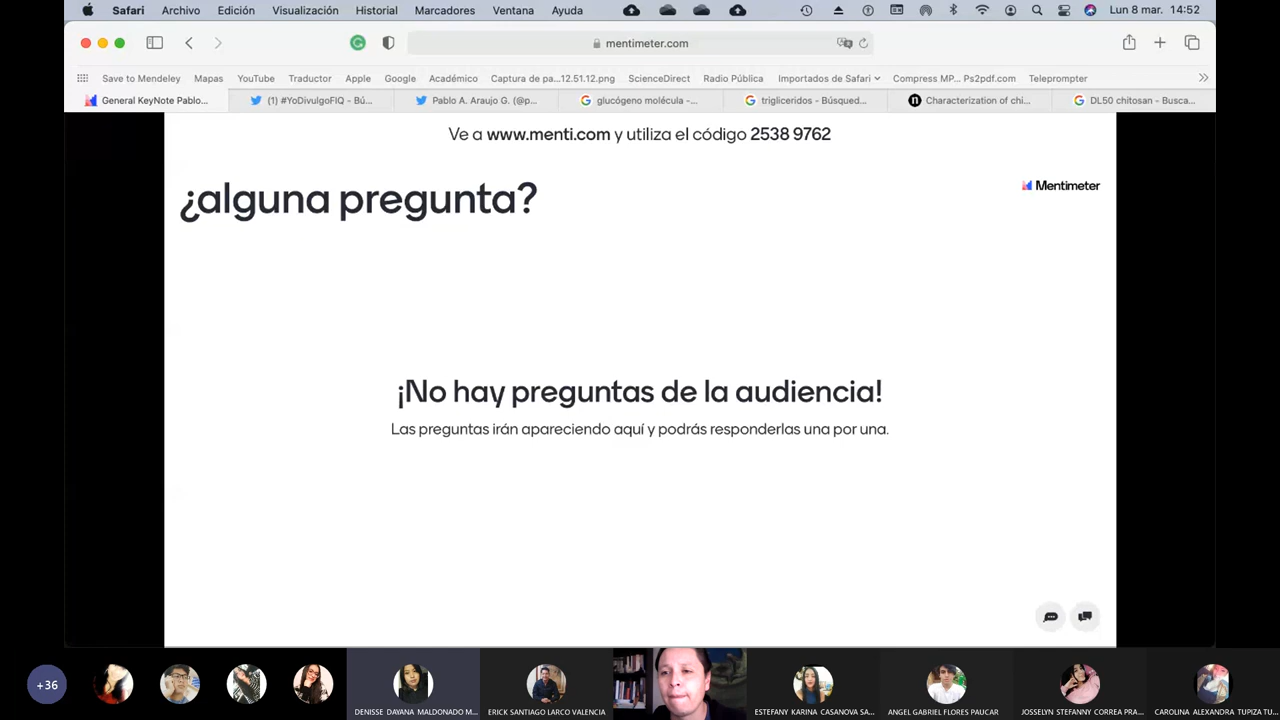 Safari Archivo Edición Visualización Historial Marcadores Ventana Ayuda Lun 8 mar. 14:52
mentimeter.com
Save to Mendeley Mapas YouTube Traductor Apple Google Académico Captura de pa...12.51.12.png ScienceDirect Radio Pública Importados de Safari Compress MP... Ps2pdf.com Teleprompter
General KeyNote Pablo... (1) #YoDivulgoFIQ - Bú... Pablo A. Araujo G. (@p... glucógeno molécula -... trigliceridos - Búsqued... Characterization of chi... DL50 chitosan - Busca...
Ve a www.menti.com y utiliza el código 2538 9762
¿alguna pregunta?
Mentimeter
¡No hay preguntas de la audiencia!
Las preguntas irán apareciendo aquí y podrás responderlas una por una.
+36
DENISSE DAYANA MALDONADO M... ERICK SANTIAGO LARCO VALENCIA ESTEFANY KARINA CASANOVA SA... ANGEL GABRIEL FLORES PAUCAR JOSSELYN STEFANNY CORREA PRA... CAROLINA ALEXANDRA TUPIZA TU...